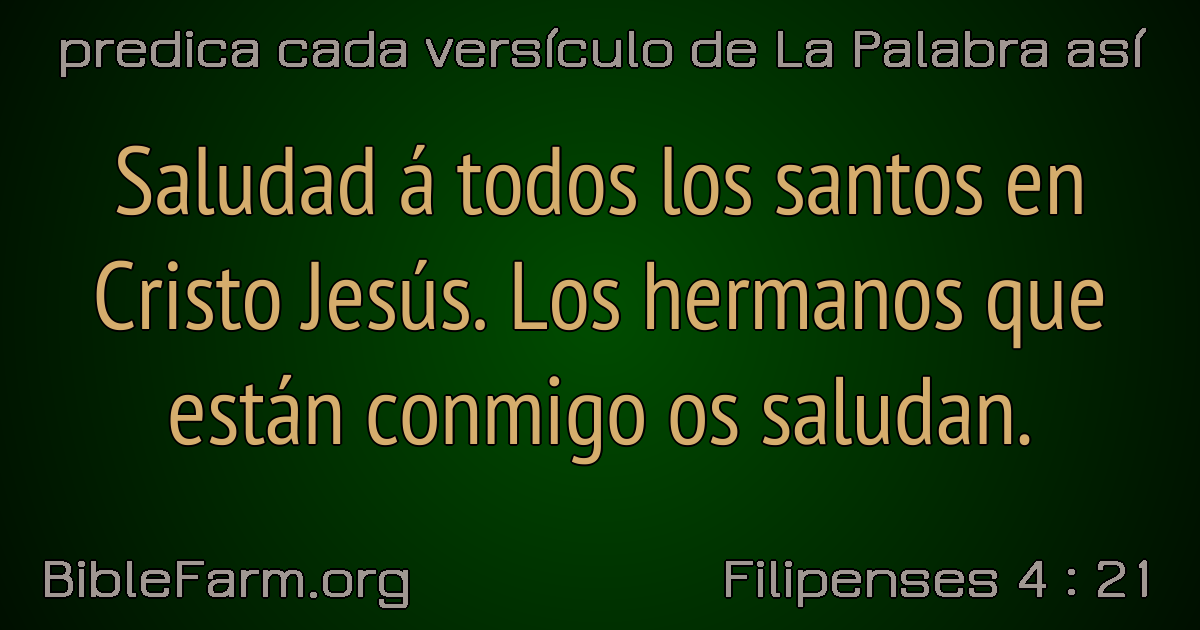 predica cada versículo de La Palabra así
Saludad á todos los santos en
Cristo Jesús. Los hermanos que
están conmigo os saludan.
BibleFarm.org
Filipenses 4 : 21